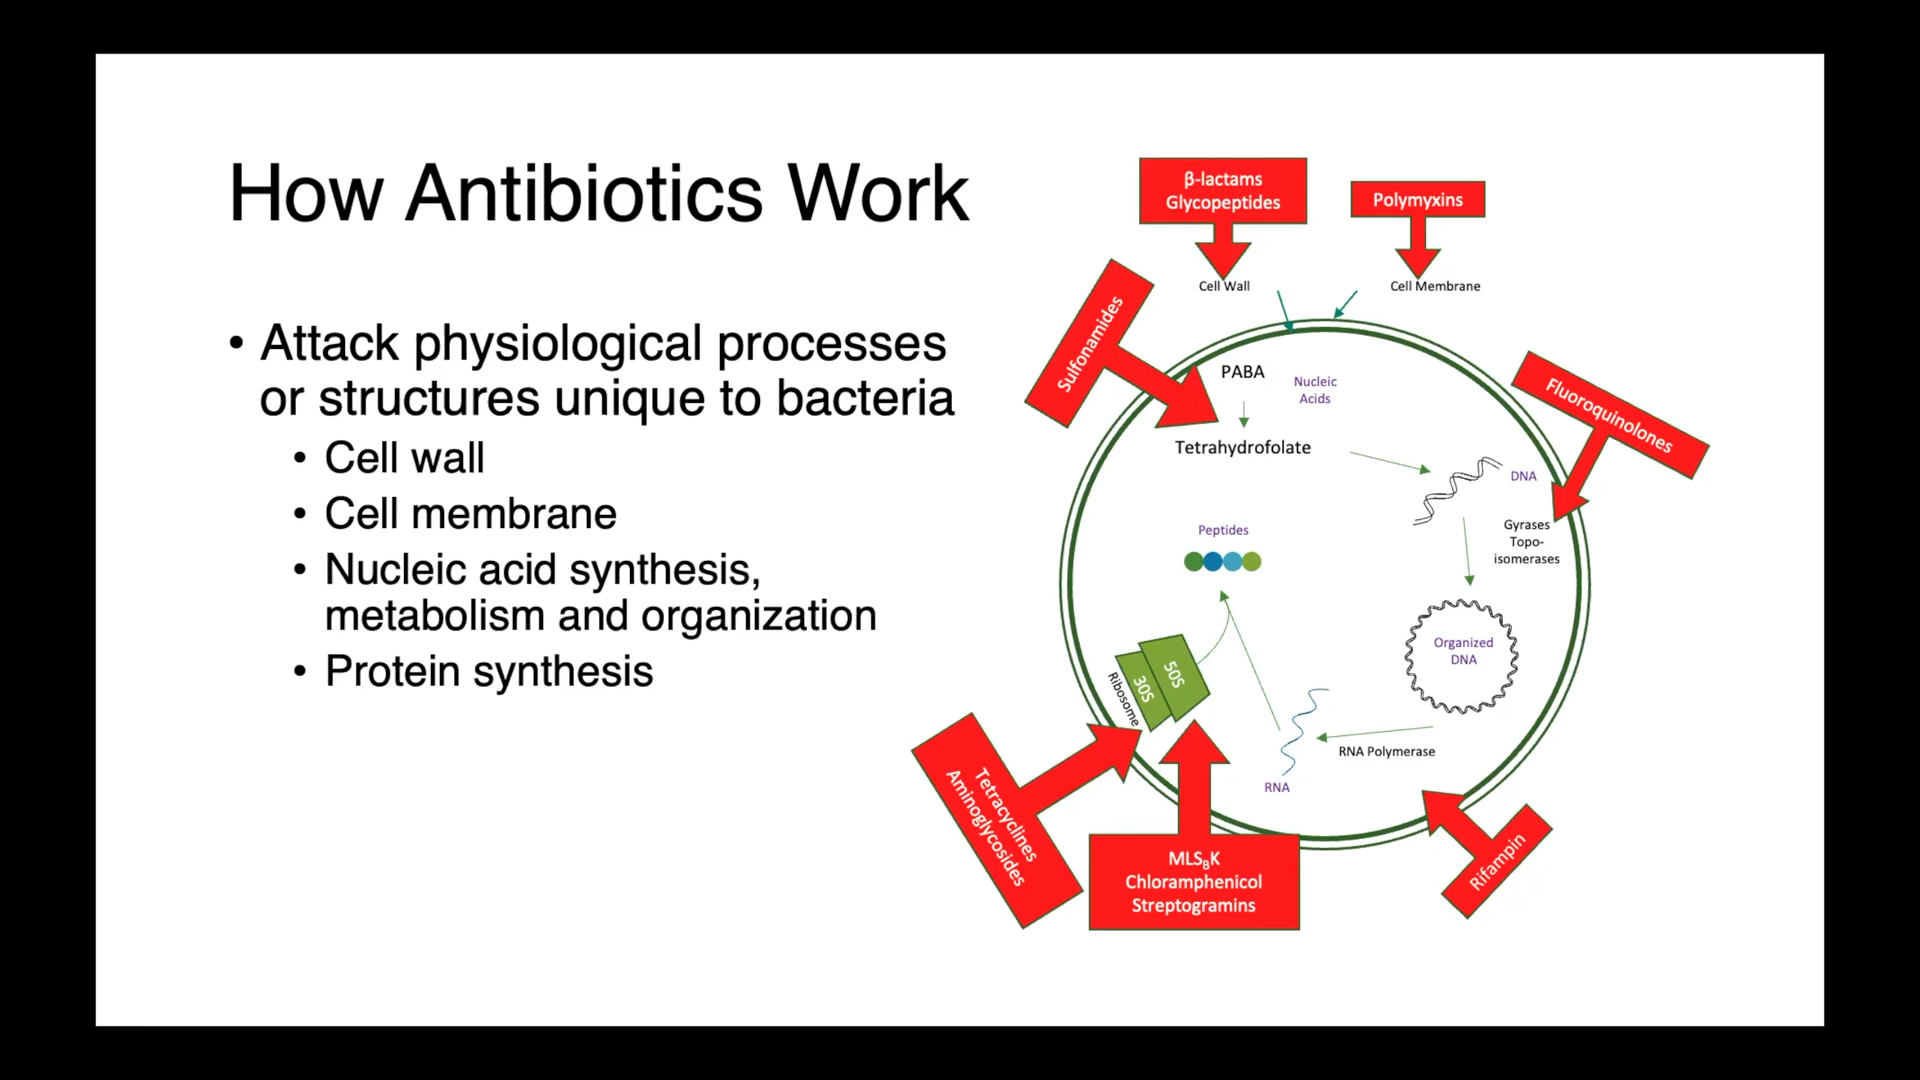 How Antibiotics Work
• Attack physiological processes
or structures unique to bacteria
• Cell wall
• Cell membrane
• Nucleic acid synthesis,
metabolism and organization
• Protein synthesis
β-lactams
Glycopeptides
Polymyxins
Cell Wall
Cell Membrane
Sulfonamides
PABA
Nucleic
Acids
Tetrahydrofolate
Fluoroquinolones
DNA
Gyrases
Topo-
isomerases
Peptides
Organized
DNA
50S
30S
Ribosome
RNA Polymerase
RNA
Tetracyclines
Aminoglycosides
MLSBK
Chloramphenicol
Streptogramins
Rifampin